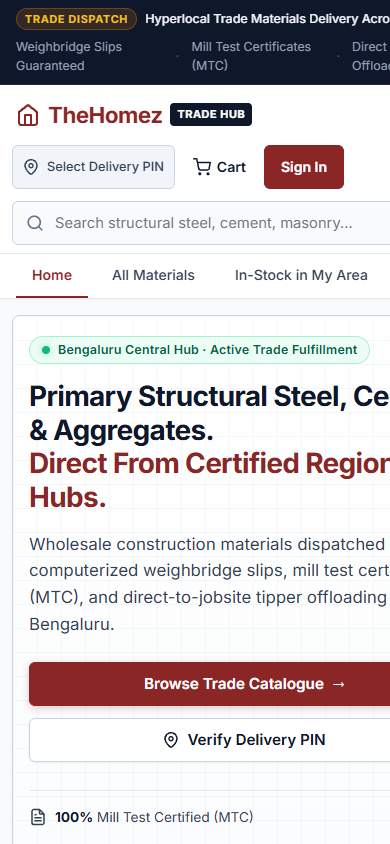 TRADE DISPATCH Hyperlocal Trade Materials Delivery Acro
Weighbridge Slips Guaranteed · Mill Test Certificates (MTC) · Direct
Offloa
TheHomez TRADE HUB
Select Delivery PIN Cart Sign In
Search structural steel, cement, masonry...
Home All Materials In-Stock in My Area
Bengaluru Central Hub · Active Trade Fulfillment
Primary Structural Steel, Ce
& Aggregates.
Direct From Certified Region
Hubs.
Wholesale construction materials dispatched
computerized weighbridge slips, mill test cert
(MTC), and direct-to-jobsite tipper offloading
Bengaluru.
Browse Trade Catalogue →
Verify Delivery PIN
100% Mill Test Certified (MTC)